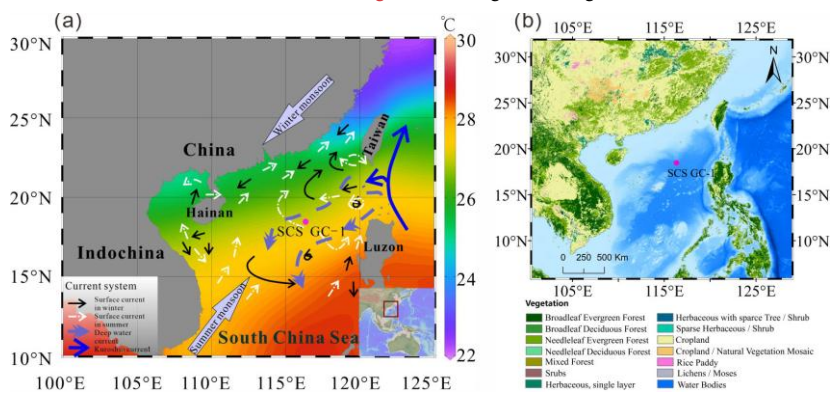 (a)
℃
30°N
25°N
20°N
15°N
10°N
100°E
105°E
110°E
115°E
120°E
125°E
30
28
26
24
22
Winter monsoon
Taiwan
China
Hainan
SCS GC-1
Indochina
Luzon
Summer monsoon
South China Sea
Current system
Surface current
in winter
Surface current
in summer
Deep water
current
Kuroshio current
(b)
105°E
115°E
125°E
30°N
20°N
10°N
N
SCS GC-1
0 250 500 Km
105°E
115°E
125°E
Vegetation
Broadleaf Evergreen Forest
Broadleaf Deciduous Forest
Needleleaf Evergreen Forest
Needleleaf Deciduous Forest
Mixed Forest
Srubs
Herbaceous, single layer
Herbaceous with sparce Tree / Shrub
Sparse Herbaceous / Shrub
Cropland
Cropland / Natural Vegetation Mosaic
Rice Paddy
Lichens / Moses
Water Bodies